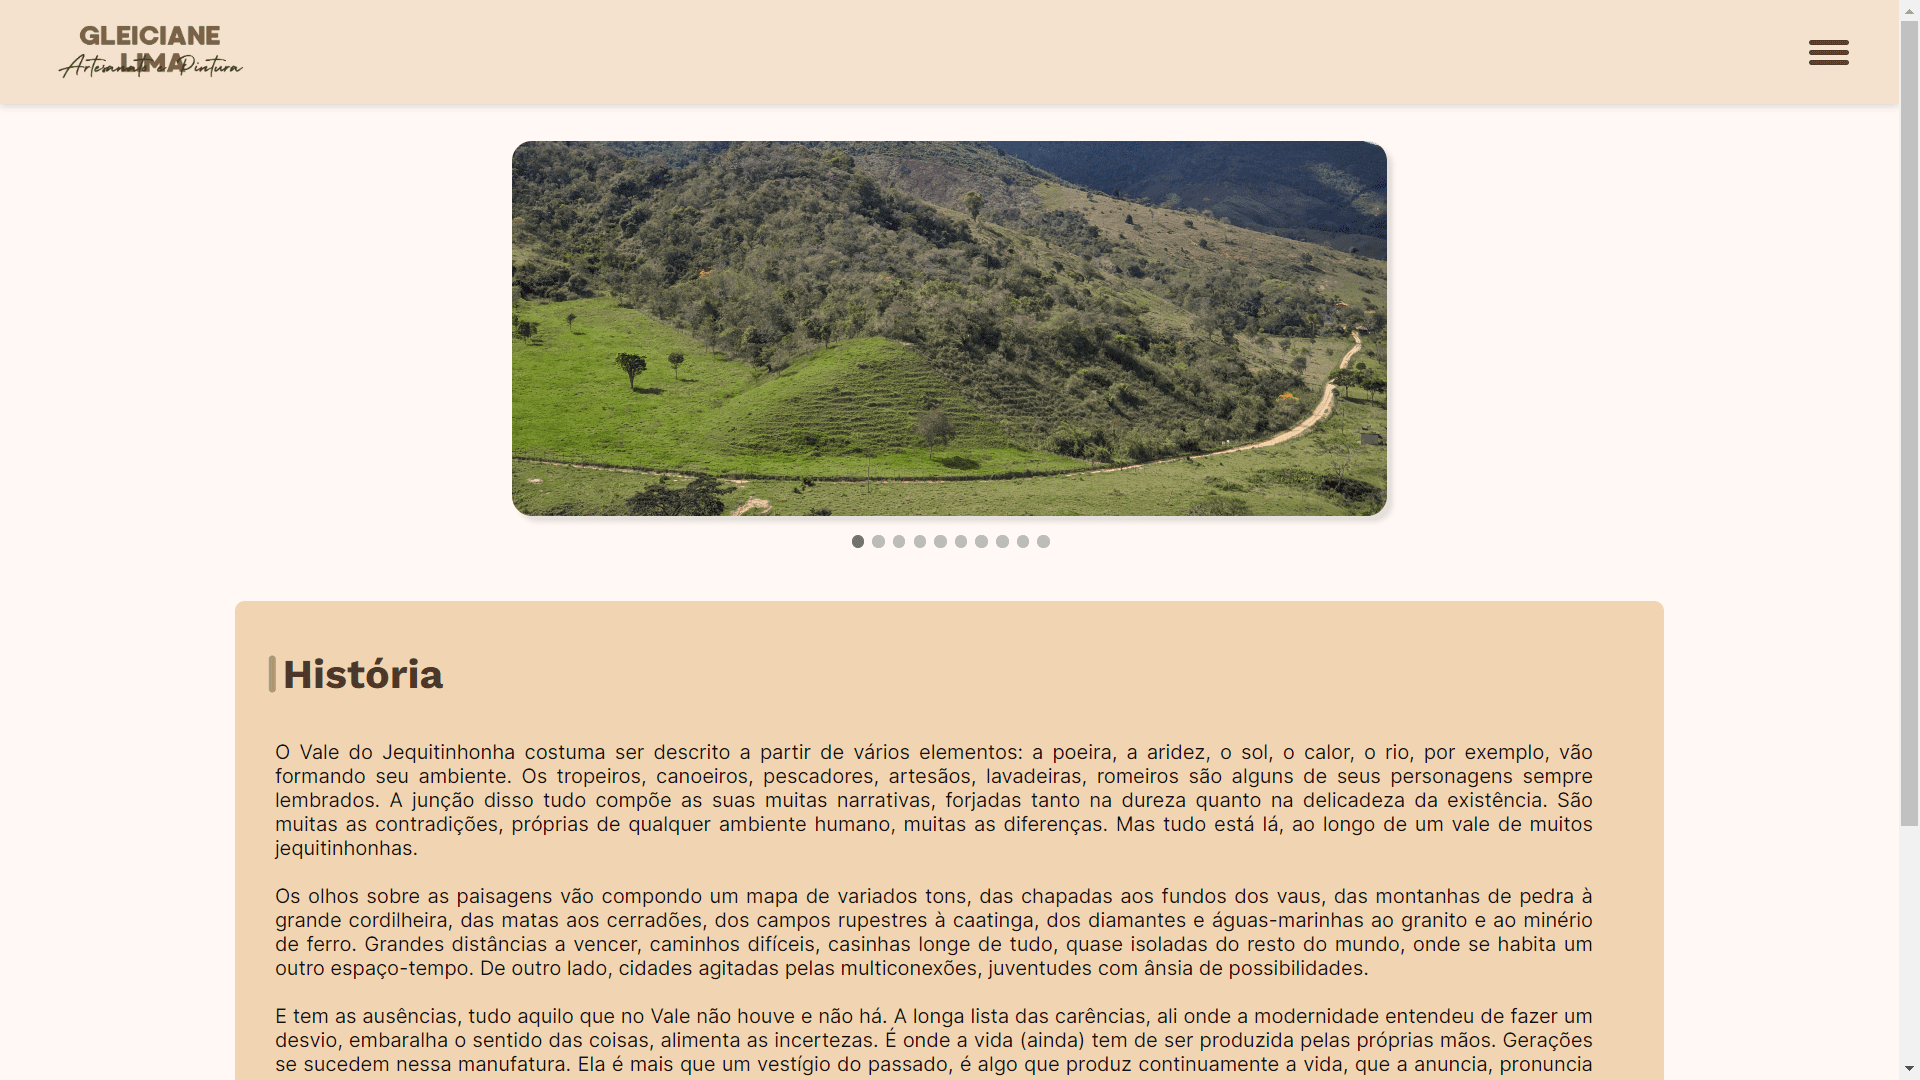 GLEICIANE
LIMA
Artesanato e Pintura
História
O Vale do Jequitinhonha costuma ser descrito a partir de vários elementos: a poeira, a aridez, o sol, o calor, o rio, por exemplo, vão
formando seu ambiente. Os tropeiros, canoeiros, pescadores, artesãos, lavadeiras, romeiros são alguns de seus personagens sempre
lembrados. A junção disso tudo compõe as suas muitas narrativas, forjadas tanto na dureza quanto na delicadeza da existência. São
muitas as contradições, próprias de qualquer ambiente humano, muitas as diferenças. Mas tudo está lá, ao longo de um vale de muitos
jequitinhonhas.
Os olhos sobre as paisagens vão compondo um mapa de variados tons, das chapadas aos fundos dos vaus, das montanhas de pedra à
grande cordilheira, das matas aos cerradões, dos campos rupestres à caatinga, dos diamantes e águas-marinhas ao granito e ao minério
de ferro. Grandes distâncias a vencer, caminhos difíceis, casinhas longe de tudo, quase isoladas do resto do mundo, onde se habita um
outro espaço-tempo. De outro lado, cidades agitadas pelas multiconexões, juventudes com ânsia de possibilidades.
E tem as ausências, tudo aquilo que no Vale não houve e não há. A longa lista das carências, ali onde a modernidade entendeu de fazer um
desvio, embaralha o sentido das coisas, alimenta as incertezas. É onde a vida (ainda) tem de ser produzida pelas próprias mãos. Gerações
se sucedem nessa manufatura. Ela é mais que um vestígio do passado, é algo que produz continuamente a vida, que a anuncia, pronuncia